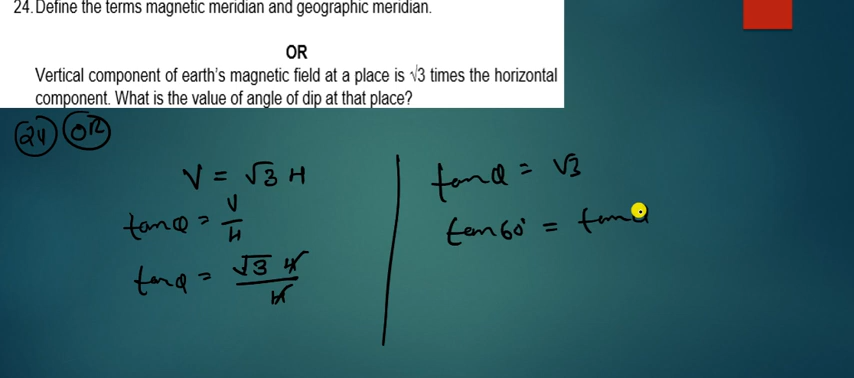 24. Define the terms magnetic meridian and geographic meridian.
OR
Vertical component of earth's magnetic field at a place is √3 times the horizontal
component. What is the value of angle of dip at that place?
24 OR
V = √3 H
tanθ = V/H
tanθ = √3 H/H
tanθ = √3
tan60° = tanθ